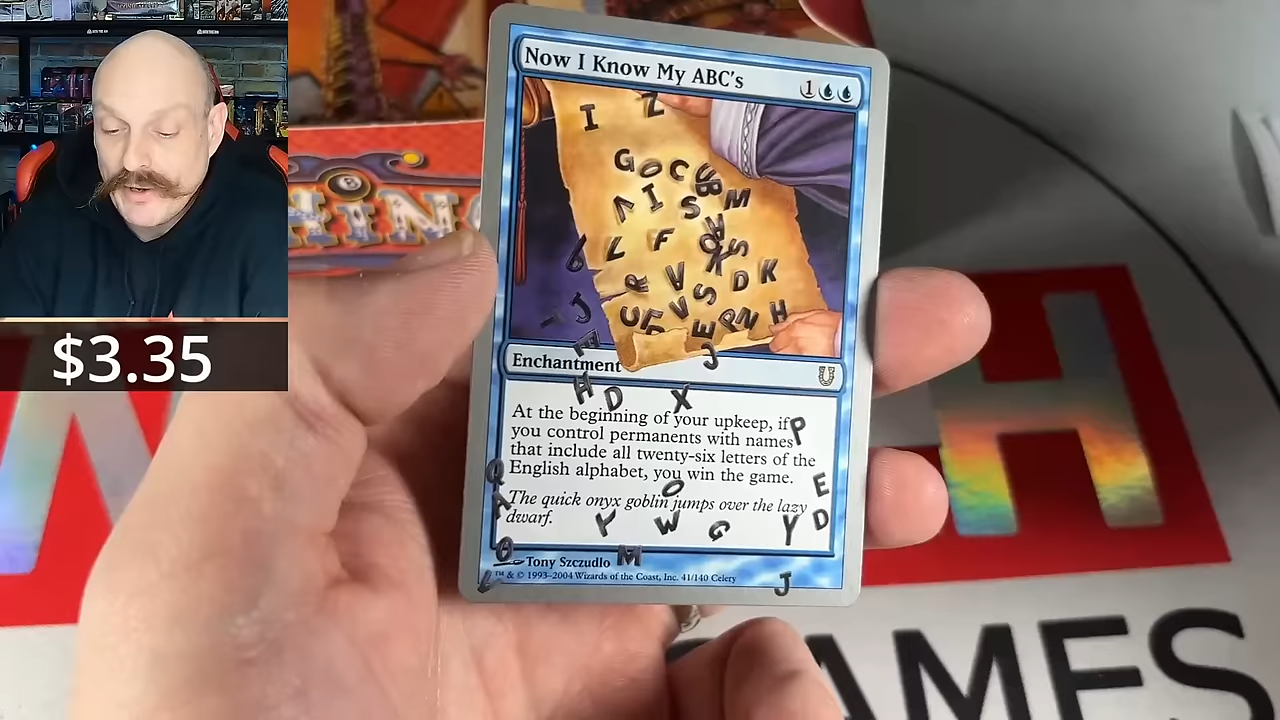 Now I Know My ABC's
1
Enchantment
At the beginning of your upkeep, if
you control permanents with names
that include all twenty-six letters of the
English alphabet, you win the game.
The quick onyx goblin jumps over the lazy
dwarf.
Tony Szczudlo
™ & © 1993–2004 Wizards of the Coast, Inc. 41/140 Celery
$3.35
AMES